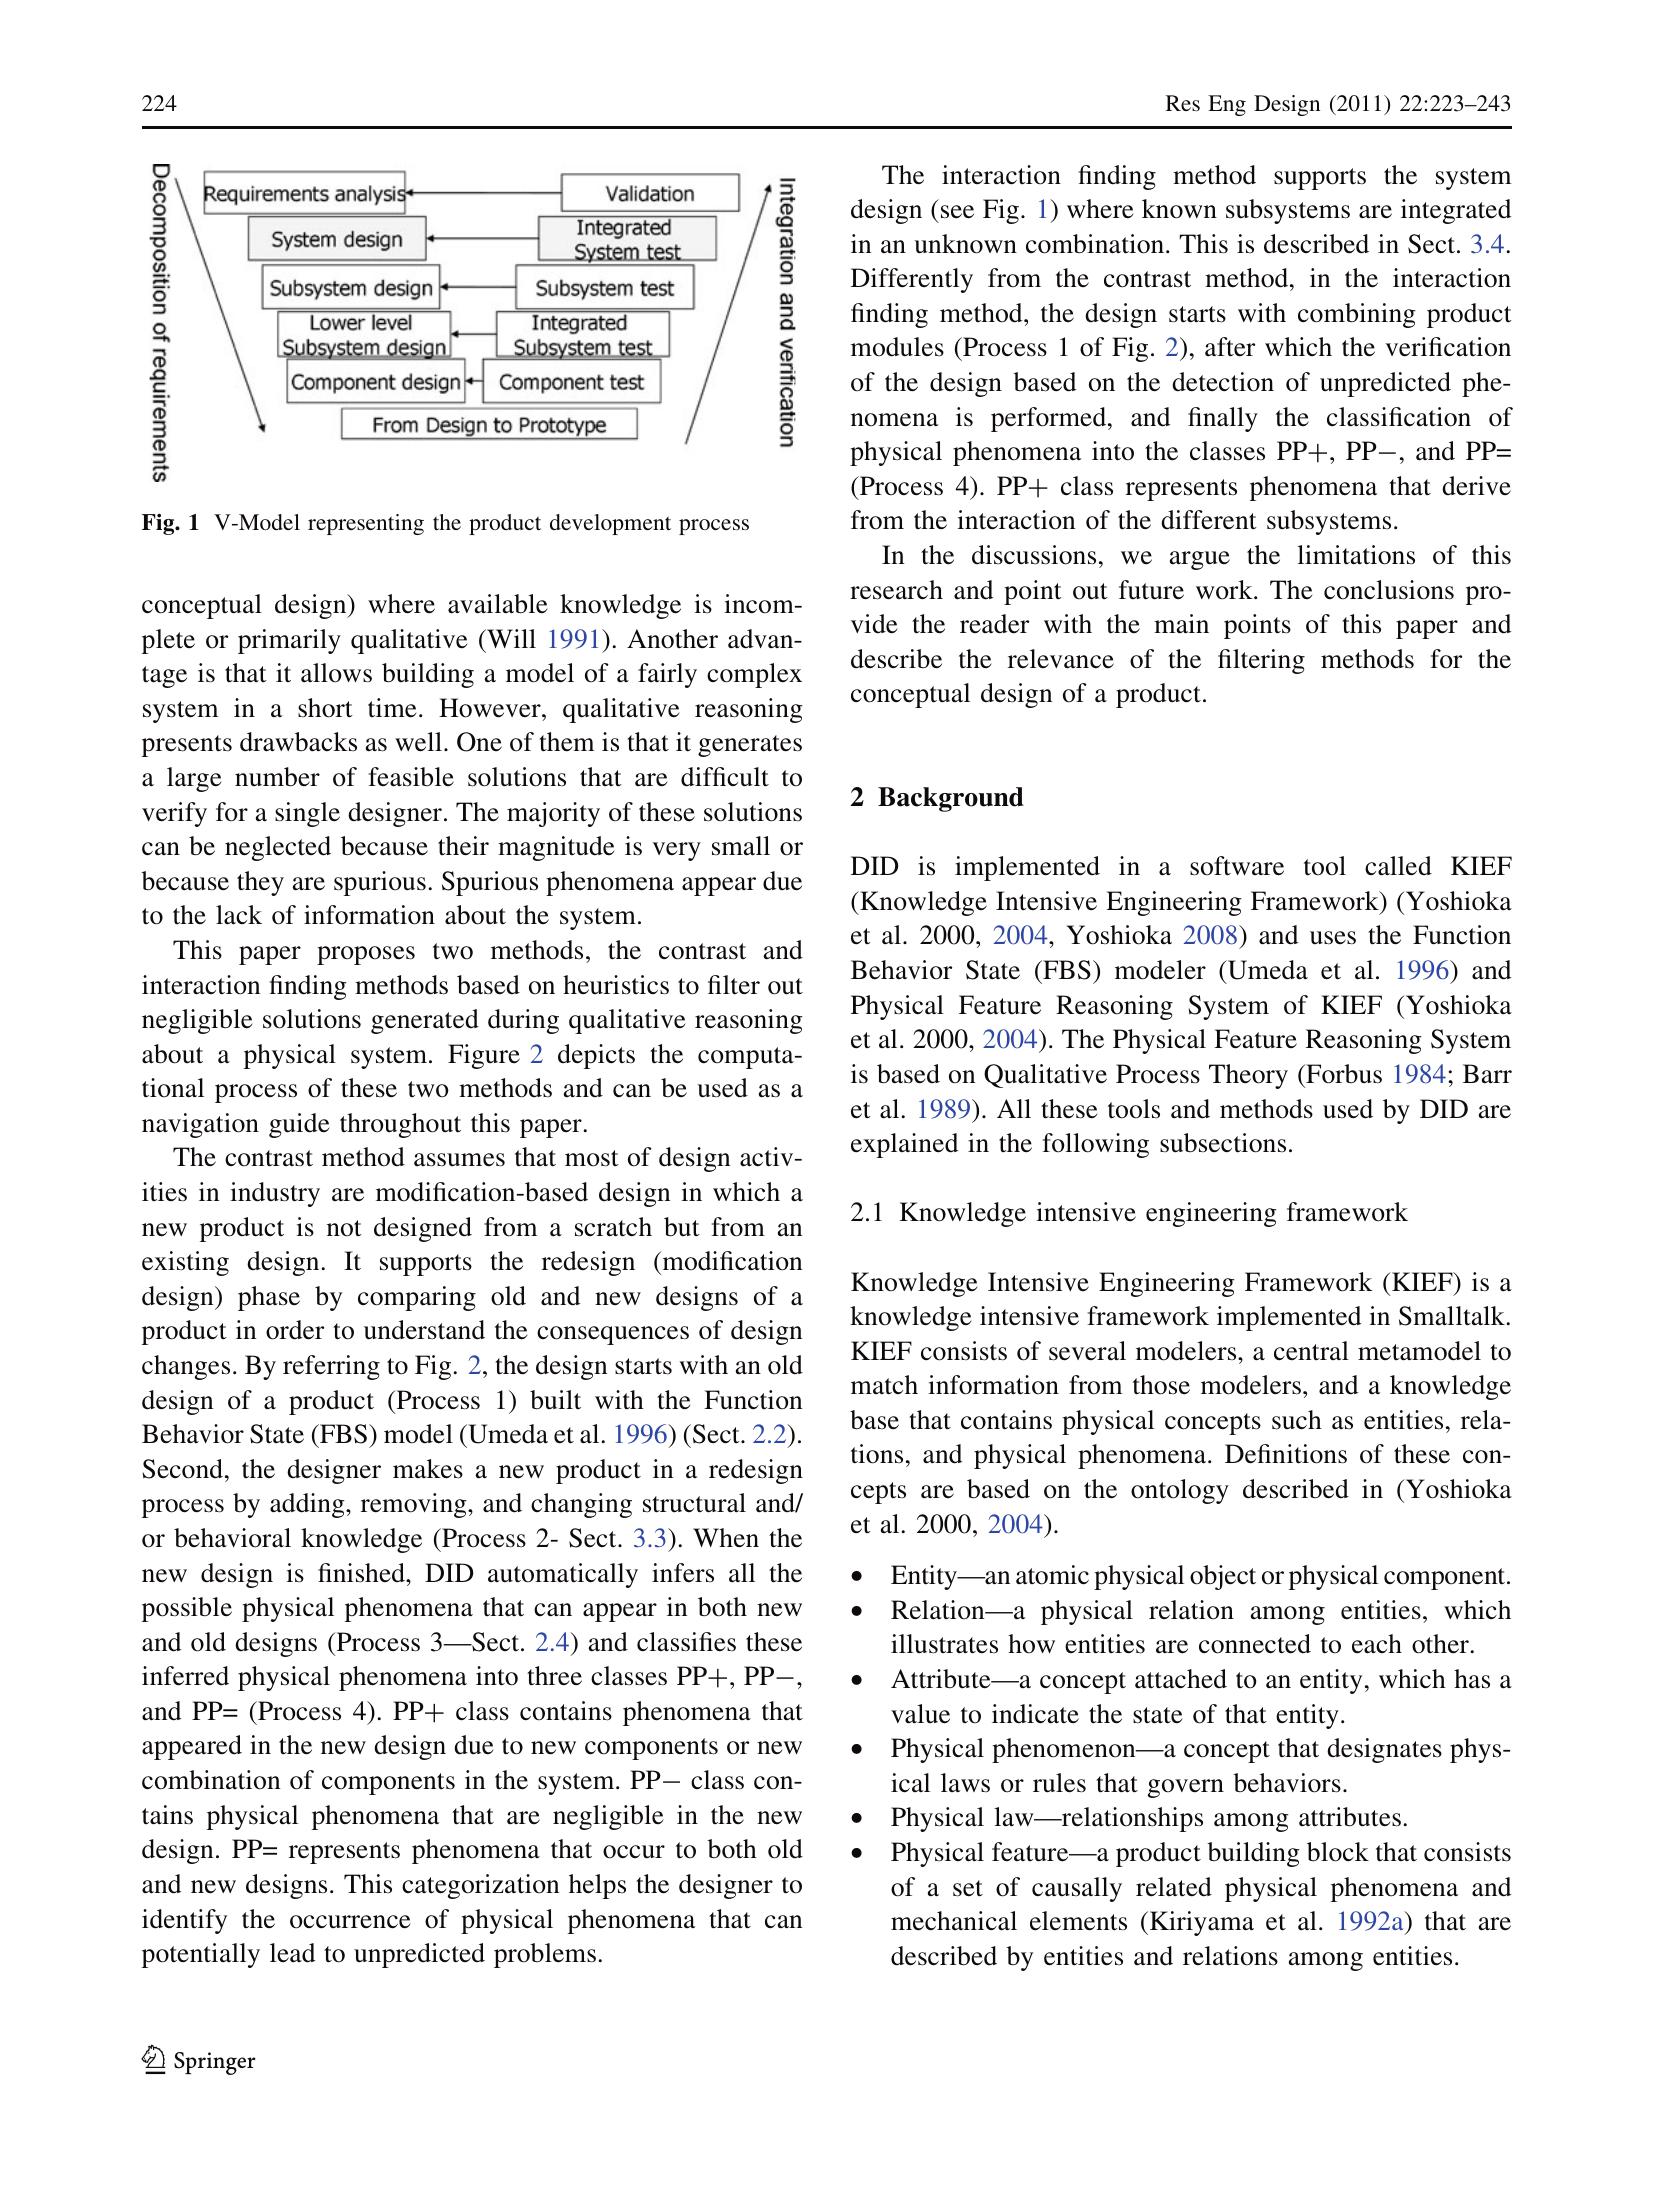 224
Res Eng Design (2011) 22:223–243
Decomposition of requirements
Requirements analysis
Validation
System design
Integrated
System test
Subsystem design
Subsystem test
Lower level
Subsystem design
Integrated
Subsystem test
Component design
Component test
From Design to Prototype
Integration and verification
Fig. 1 V-Model representing the product development process
conceptual design) where available knowledge is incom-
plete or primarily qualitative (Will 1991). Another advan-
tage is that it allows building a model of a fairly complex
system in a short time. However, qualitative reasoning
presents drawbacks as well. One of them is that it generates
a large number of feasible solutions that are difficult to
verify for a single designer. The majority of these solutions
can be neglected because their magnitude is very small or
because they are spurious. Spurious phenomena appear due
to the lack of information about the system.
This paper proposes two methods, the contrast and
interaction finding methods based on heuristics to filter out
negligible solutions generated during qualitative reasoning
about a physical system. Figure 2 depicts the computa-
tional process of these two methods and can be used as a
navigation guide throughout this paper.
The contrast method assumes that most of design activ-
ities in industry are modification-based design in which a
new product is not designed from a scratch but from an
existing design. It supports the redesign (modification
design) phase by comparing old and new designs of a
product in order to understand the consequences of design
changes. By referring to Fig. 2, the design starts with an old
design of a product (Process 1) built with the Function
Behavior State (FBS) model (Umeda et al. 1996) (Sect. 2.2).
Second, the designer makes a new product in a redesign
process by adding, removing, and changing structural and/
or behavioral knowledge (Process 2- Sect. 3.3). When the
new design is finished, DID automatically infers all the
possible physical phenomena that can appear in both new
and old designs (Process 3—Sect. 2.4) and classifies these
inferred physical phenomena into three classes PP+, PP−,
and PP= (Process 4). PP+ class contains phenomena that
appeared in the new design due to new components or new
combination of components in the system. PP− class con-
tains physical phenomena that are negligible in the new
design. PP= represents phenomena that occur to both old
and new designs. This categorization helps the designer to
identify the occurrence of physical phenomena that can
potentially lead to unpredicted problems.
The interaction finding method supports the system
design (see Fig. 1) where known subsystems are integrated
in an unknown combination. This is described in Sect. 3.4.
Differently from the contrast method, in the interaction
finding method, the design starts with combining product
modules (Process 1 of Fig. 2), after which the verification
of the design based on the detection of unpredicted phe-
nomena is performed, and finally the classification of
physical phenomena into the classes PP+, PP−, and PP=
(Process 4). PP+ class represents phenomena that derive
from the interaction of the different subsystems.
In the discussions, we argue the limitations of this
research and point out future work. The conclusions pro-
vide the reader with the main points of this paper and
describe the relevance of the filtering methods for the
conceptual design of a product.
2 Background
DID is implemented in a software tool called KIEF
(Knowledge Intensive Engineering Framework) (Yoshioka
et al. 2000, 2004, Yoshioka 2008) and uses the Function
Behavior State (FBS) modeler (Umeda et al. 1996) and
Physical Feature Reasoning System of KIEF (Yoshioka
et al. 2000, 2004). The Physical Feature Reasoning System
is based on Qualitative Process Theory (Forbus 1984; Barr
et al. 1989). All these tools and methods used by DID are
explained in the following subsections.
2.1 Knowledge intensive engineering framework
Knowledge Intensive Engineering Framework (KIEF) is a
knowledge intensive framework implemented in Smalltalk.
KIEF consists of several modelers, a central metamodel to
match information from those modelers, and a knowledge
base that contains physical concepts such as entities, rela-
tions, and physical phenomena. Definitions of these con-
cepts are based on the ontology described in (Yoshioka
et al. 2000, 2004).
• Entity—an atomic physical object or physical component.
• Relation—a physical relation among entities, which
illustrates how entities are connected to each other.
• Attribute—a concept attached to an entity, which has a
value to indicate the state of that entity.
• Physical phenomenon—a concept that designates phys-
ical laws or rules that govern behaviors.
• Physical law—relationships among attributes.
• Physical feature—a product building block that consists
of a set of causally related physical phenomena and
mechanical elements (Kiriyama et al. 1992a) that are
described by entities and relations among entities.
Springer